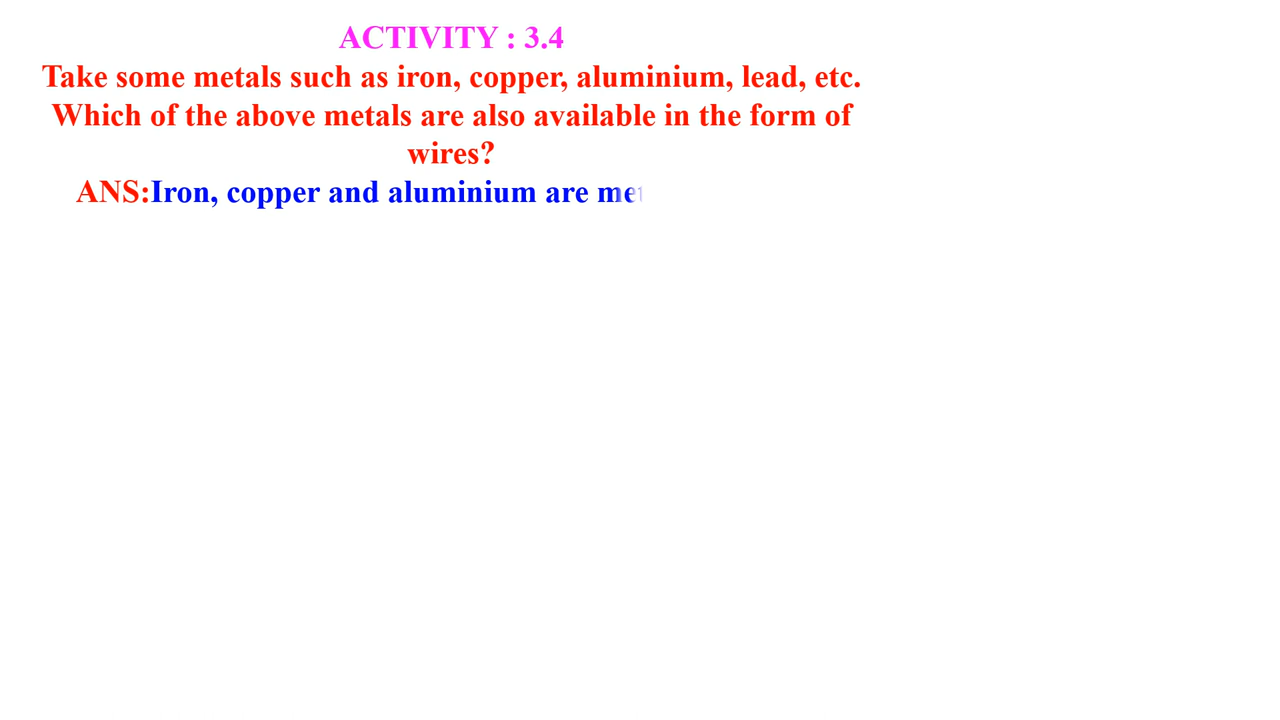 ACTIVITY : 3.4
Take some metals such as iron, copper, aluminium, lead, etc.
Which of the above metals are also available in the form of
wires?
ANS:Iron, copper and aluminium are